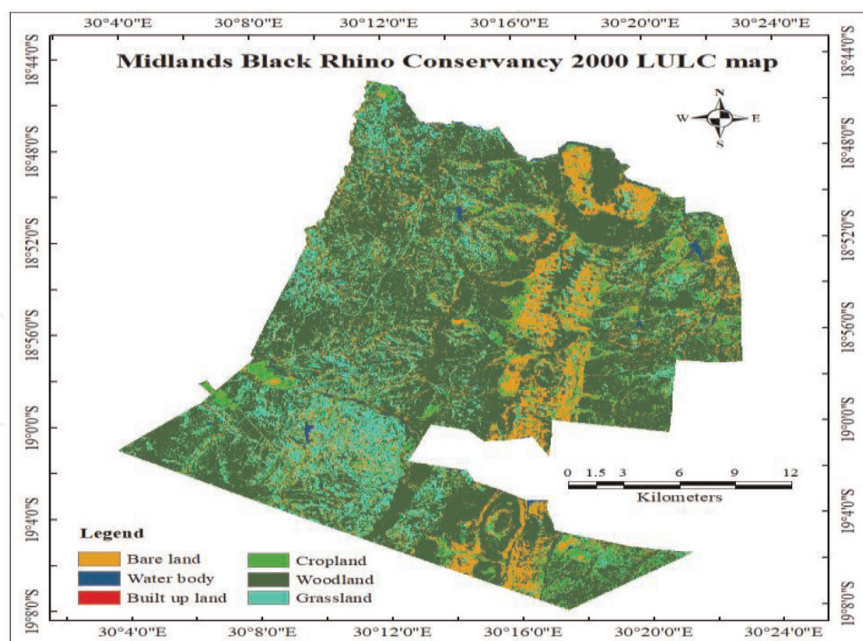 30°4'0"E 30°8'0"E 30°12'0"E 30°16'0"E 30°20'0"E 30°24'0"E
Midlands Black Rhino Conservancy 2000 LULC map
N
W E
S
18°44'0"S 18°44'0"S
18°48'0"S 18°48'0"S
18°52'0"S 18°52'0"S
18°56'0"S 18°56'0"S
19°0'0"S 19°0'0"S
19°4'0"S 19°4'0"S
19°8'0"S 19°8'0"S
0 1.5 3 6 9 12
Kilometers
Legend
Bare land
Water body
Built up land
Cropland
Woodland
Grassland
30°4'0"E 30°8'0"E 30°12'0"E 30°16'0"E 30°20'0"E 30°24'0"E